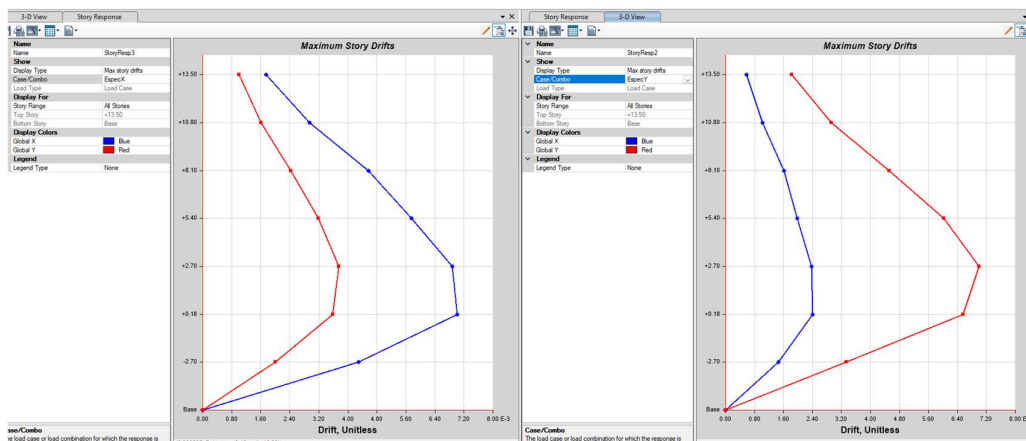 3-D View Story Response
Name
Name StoryResp3
Show
Display Type Max story drifts
Case/Combo EspecX
Load Type Load Case
Display For
Story Range All Stories
Top Story +13.50
Bottom Story Base
Display Colors
Global X Blue
Global Y Red
Legend
Legend Type None
Maximum Story Drifts
+13.50
+10.80
+8.10
+5.40
+2.70
+0.18
-2.70
Base
0.00 0.80 1.60 2.40 3.20 4.00 4.80 5.60 6.40 7.20 8.00 E-3
Drift, Unitless
ase/Combo
he load case or load combination for which the response is
Story Response 3-D View
Name
Name StoryResp2
Show
Display Type Max story drifts
Case/Combo EspecY
Load Type Load Case
Display For
Story Range All Stories
Top Story +13.50
Bottom Story Base
Display Colors
Global X Blue
Global Y Red
Legend
Legend Type None
Maximum Story Drifts
+13.50
+10.80
+8.10
+5.40
+2.70
+0.18
-2.70
Base
0.00 0.80 1.60 2.40 3.20 4.00 4.80 5.60 6.40 7.20 8.00 E-3
Drift, Unitless
Case/Combo
The load case or load combination for which the response is